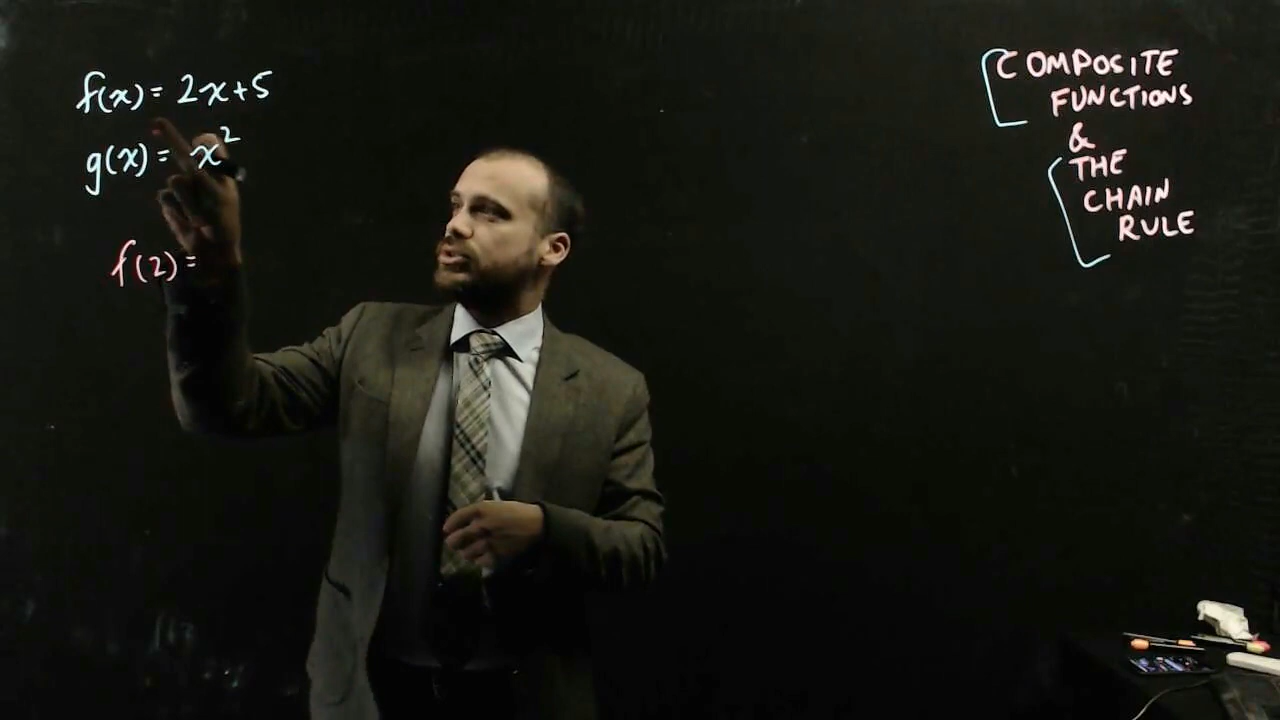 f(x) = 2x+5
g(x) = x²
f(2) =
COMPOSITE
FUNCTIONS
&
THE
CHAIN
RULE